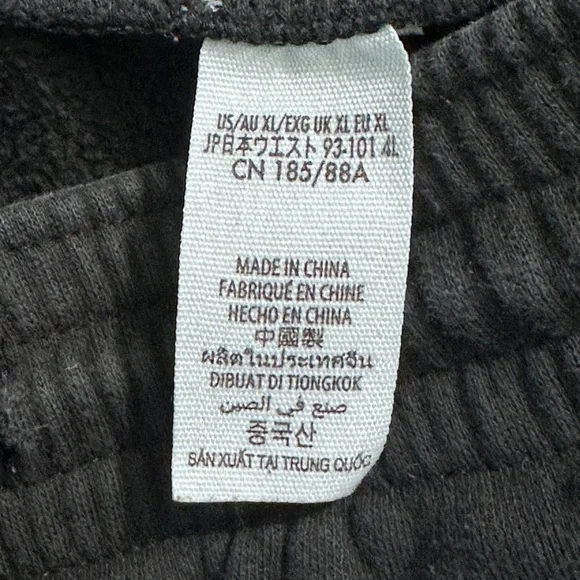 US/AU XL/EXG UK XL EU XL
JP日本ウエスト 93-101 4L
CN 185/88A
MADE IN CHINA
FABRIQUÉ EN CHINE
HECHO EN CHINA
中國製
ผลิตในประเทศจีน
DIBUAT DI TIONGKOK
صنع في الصين
중국산
SẢN XUẤT TẠI TRUNG QUỐC